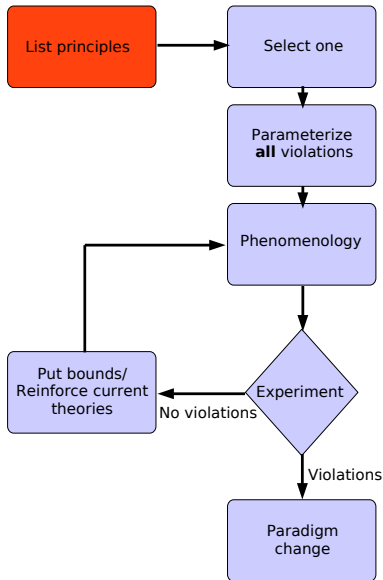 List principles
Select one
Parameterize
all violations
Phenomenology
Experiment
Put bounds/
Reinforce current
theories
No violations
Violations
Paradigm
change